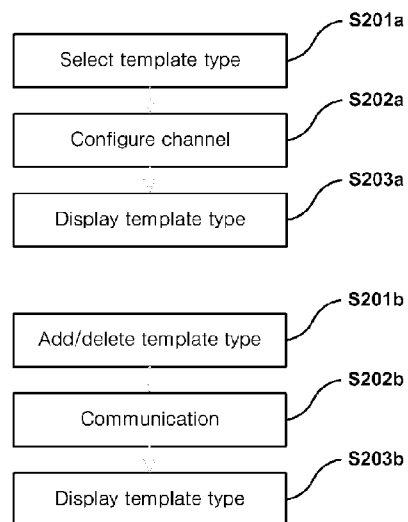 S201a
Select template type
S202a
Configure channel
S203a
Display template type
S201b
Add/delete template type
S202b
Communication
S203b
Display template type